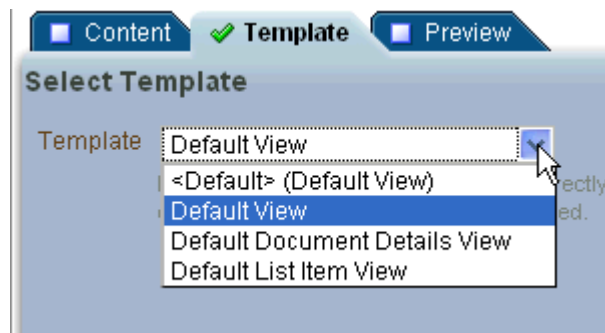 Content Template Preview
Select Template
Template Default View
<Default> (Default View)
Default View
Default Document Details View
Default List Item View